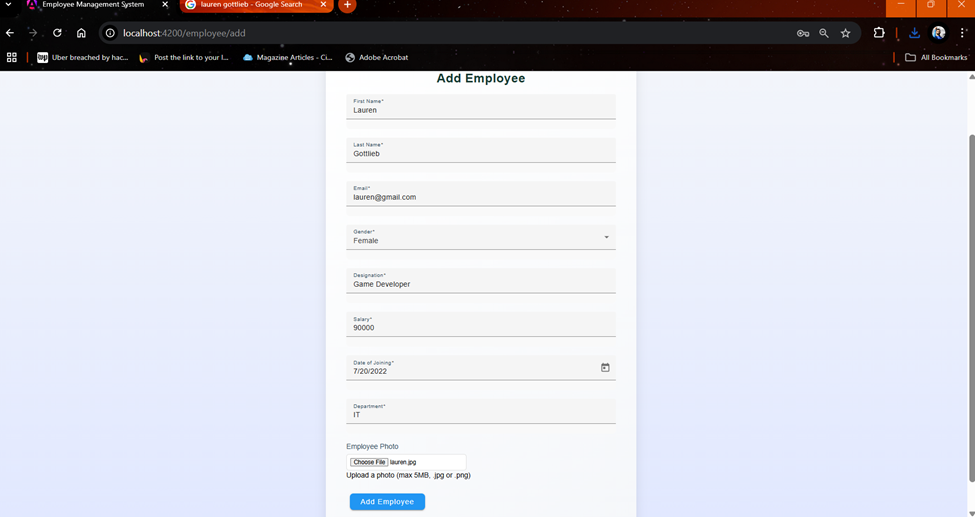 Employee Management System
lauren gottlieb - Google Search
localhost:4200/employee/add
Uber breached by hac...
Post the link to your l...
Magazine Articles - Ci...
Adobe Acrobat
All Bookmarks
Add Employee
First Name*
Lauren
Last Name*
Gottlieb
Email*
lauren@gmail.com
Gender*
Female
Designation*
Game Developer
Salary*
90000
Date of Joining*
7/20/2022
Department*
IT
Employee Photo
Choose File lauren.jpg
Upload a photo (max 5MB, .jpg or .png)
Add Employee